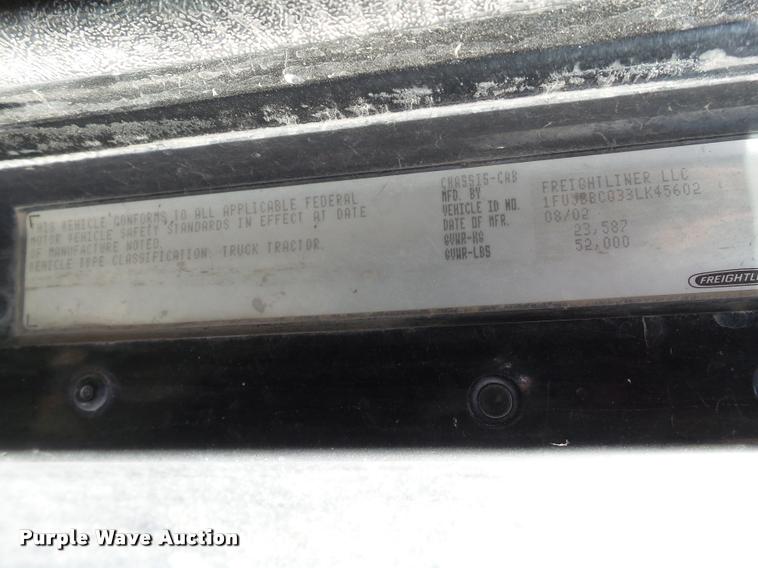 THIS VEHICLE CONFORMS TO ALL APPLICABLE FEDERAL
MOTOR VEHICLE SAFETY STANDARDS IN EFFECT AT DATE
OF MANUFACTURE NOTED.
VEHICLE TYPE CLASSIFICATION: TRUCK TRACTOR.
CHASSIS-CAB
MFD. BY FREIGHTLINER LLC
VEHICLE ID NO. 1FUJBBCG33LK45602
DATE OF MFR. 08/02
GVWR-KG 23,587
GVWR-LBS 52,000
FREIGHTLI
Purple Wave Auction